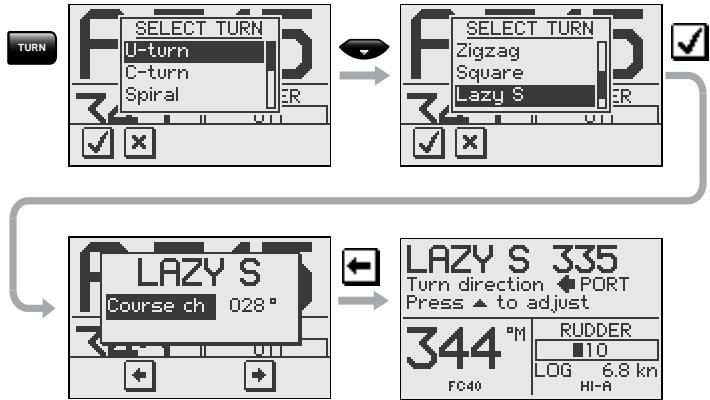 TURN
SELECT TURN
U-turn
C-turn
Spiral
SELECT TURN
Zigzag
Square
Lazy S
LAZY S
Course ch 028°
LAZY S 335
Turn direction PORT
Press to adjust
344 °M
FC40
RUDDER
10
LOG 6.8 kn
HI-A